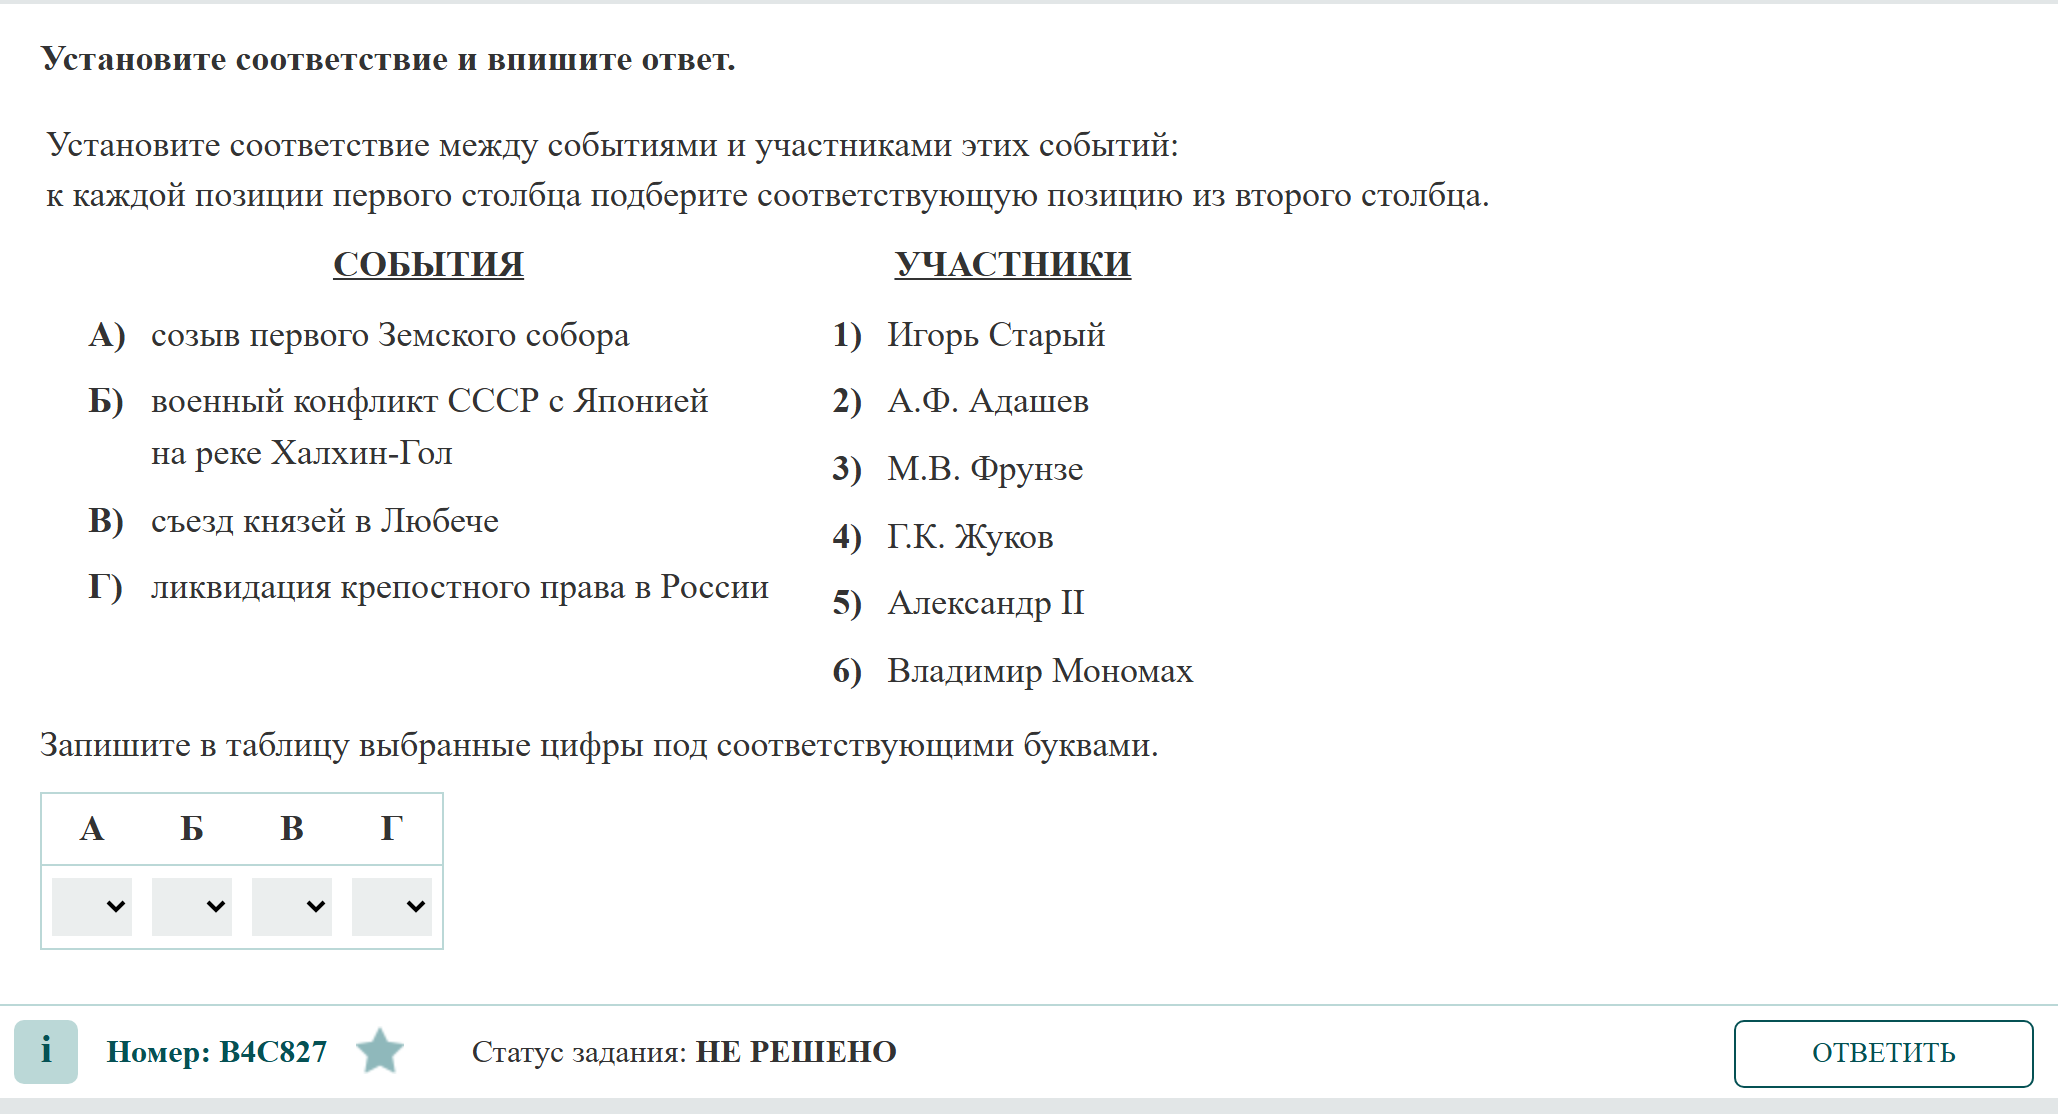 Установите соответствие и впишите ответ.
Установите соответствие между событиями и участниками этих событий:
к каждой позиции первого столбца подберите соответствующую позицию из второго столбца.
СОБЫТИЯ
А) созыв первого Земского собора
Б) военный конфликт СССР с Японией
на реке Халхин-Гол
В) съезд князей в Любече
Г) ликвидация крепостного права в России
УЧАСТНИКИ
1) Игорь Старый
2) А.Ф. Адашев
3) М.В. Фрунзе
4) Г.К. Жуков
5) Александр II
6) Владимир Мономах
Запишите в таблицу выбранные цифры под соответствующими буквами.
А Б В Г
i Номер: B4C827 Статус задания: НЕ РЕШЕНО ОТВЕТИТЬ